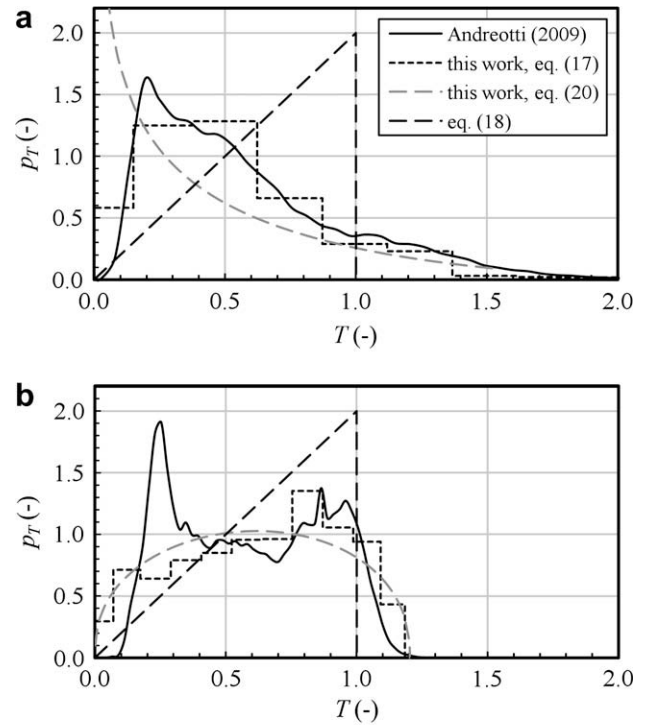 a
2.0
1.5
1.0
0.5
0.0
p_T (-)
Andreotti (2009)
this work, eq. (17)
this work, eq. (20)
eq. (18)
0.0 0.5 1.0 1.5 2.0
T (-)
b
2.0
1.5
1.0
0.5
0.0
p_T (-)
0.0 0.5 1.0 1.5 2.0
T (-)